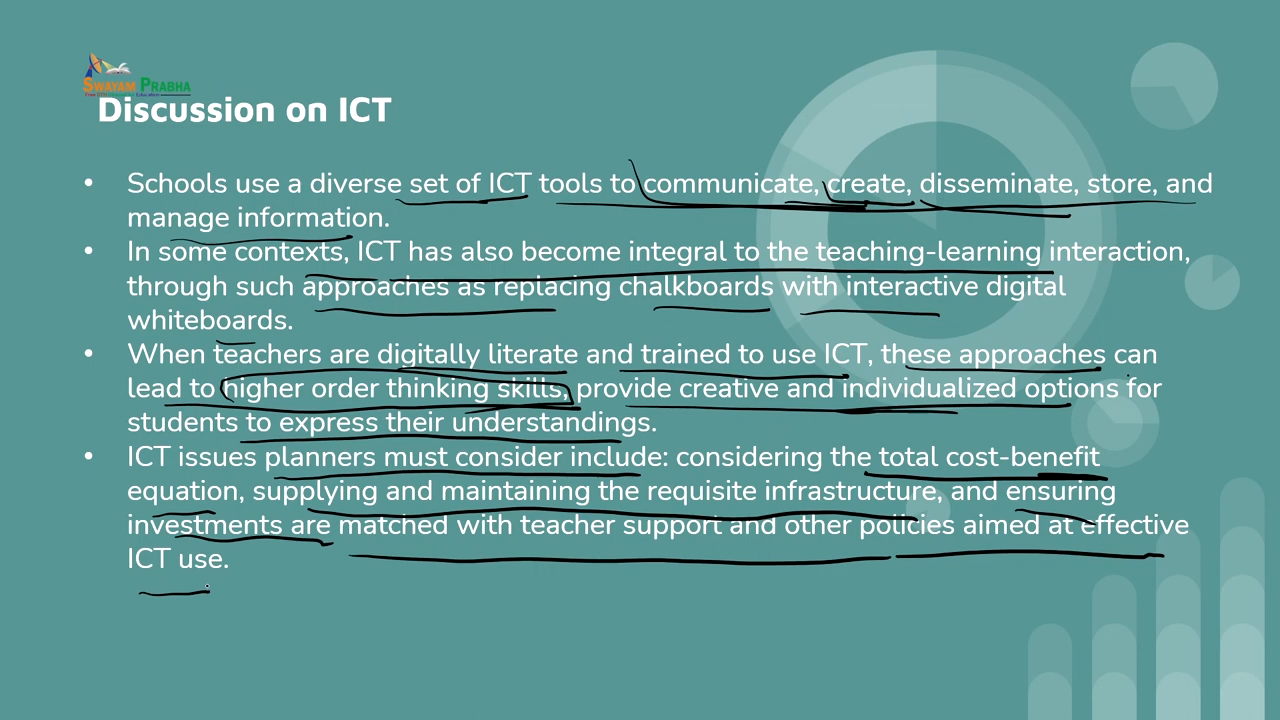 SWAYAM PRABHA
Discussion on ICT
• Schools use a diverse set of ICT tools to communicate, create, disseminate, store, and
manage information.
• In some contexts, ICT has also become integral to the teaching-learning interaction,
through such approaches as replacing chalkboards with interactive digital
whiteboards.
• When teachers are digitally literate and trained to use ICT, these approaches can
lead to higher order thinking skills, provide creative and individualized options for
students to express their understandings.
• ICT issues planners must consider include: considering the total cost-benefit
equation, supplying and maintaining the requisite infrastructure, and ensuring
investments are matched with teacher support and other policies aimed at effective
ICT use.